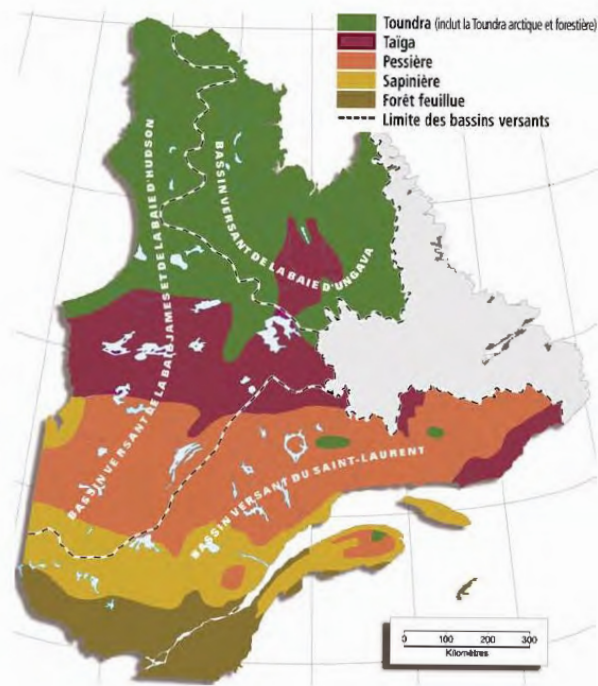 Toundra (inclut la Toundra arctique et forestière)
Taïga
Pessière
Sapinière
Forêt feuillue
Limite des bassins versants
BASSIN VERSANT DE LA BAIE JAMES ET DE LA BAIE D'HUDSON
BASSIN VERSANT DE LA BAIE D'UNGAVA
BASSIN VERSANT DU SAINT-LAURENT
0 100 200 300
Kilomètres